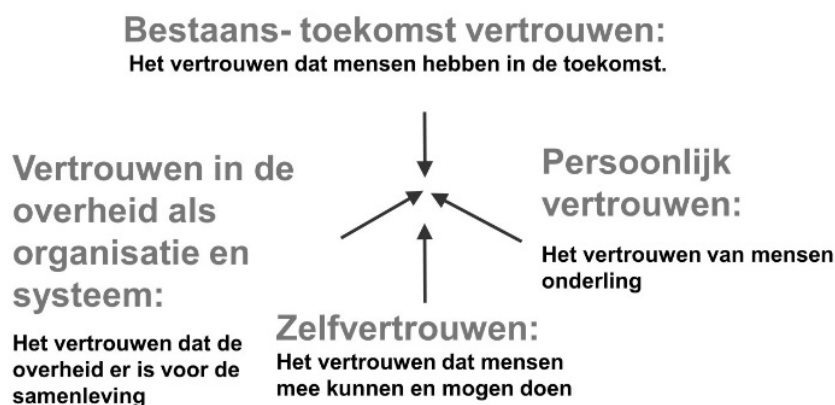 Bestaans- toekomst vertrouwen:
Het vertrouwen dat mensen hebben in de toekomst.
Vertrouwen in de
overheid als
organisatie en
systeem:
Het vertrouwen dat de
overheid er is voor de
samenleving
Persoonlijk
vertrouwen:
Het vertrouwen van mensen
onderling
Zelfvertrouwen:
Het vertrouwen dat mensen
mee kunnen en mogen doen